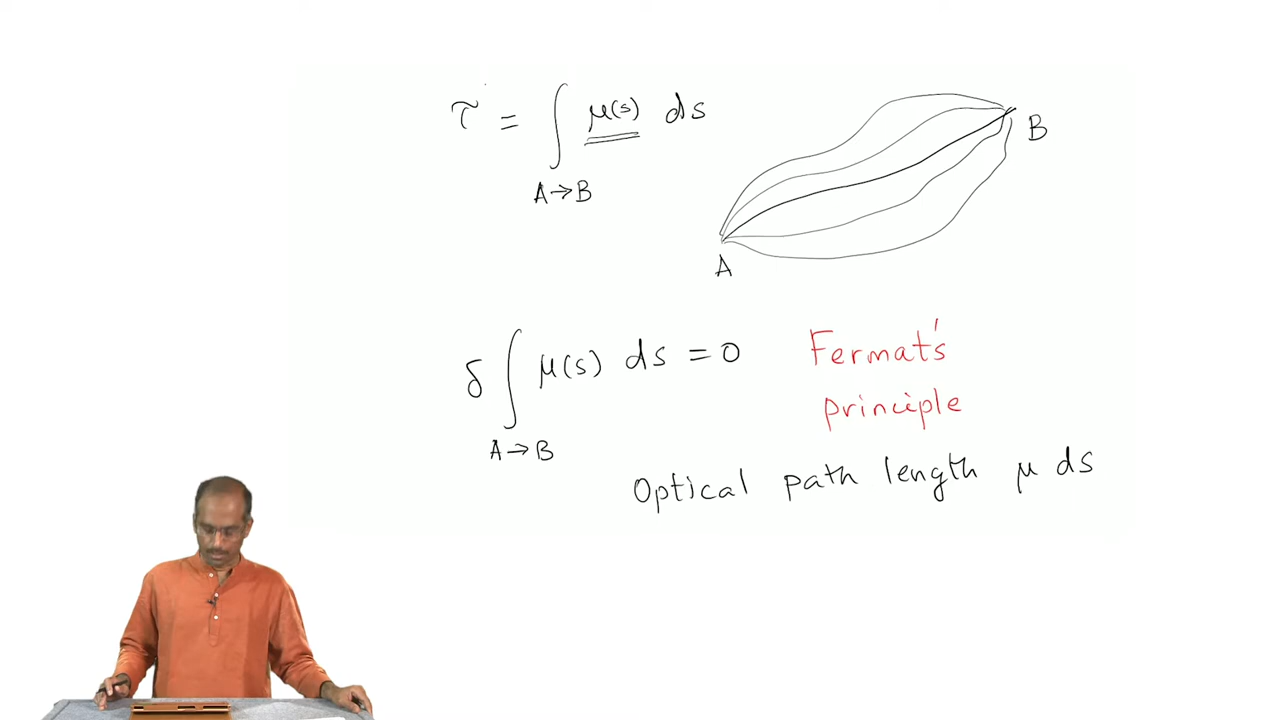 τ = ∫ μ(s) ds
A→B
A
B
δ ∫ μ(s) ds = 0
A→B
Fermat's
principle
Optical path length μ ds